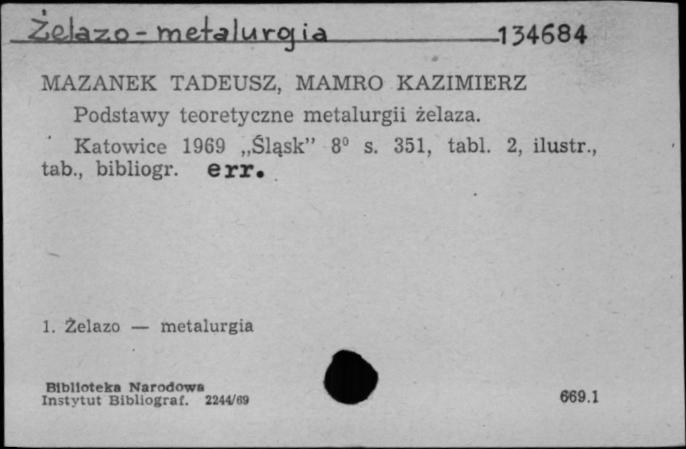 Żelazo - metalurgia 134684
MAZANEK TADEUSZ, MAMRO KAZIMIERZ
Podstawy teoretyczne metalurgii żelaza.
Katowice 1969 „Śląsk” 8⁰ s. 351, tabl. 2, ilustr.,
tab., bibliogr. err.
1. Żelazo — metalurgia
Biblioteka Narodowa
Instytut Bibliograf. 2244/69
669.1